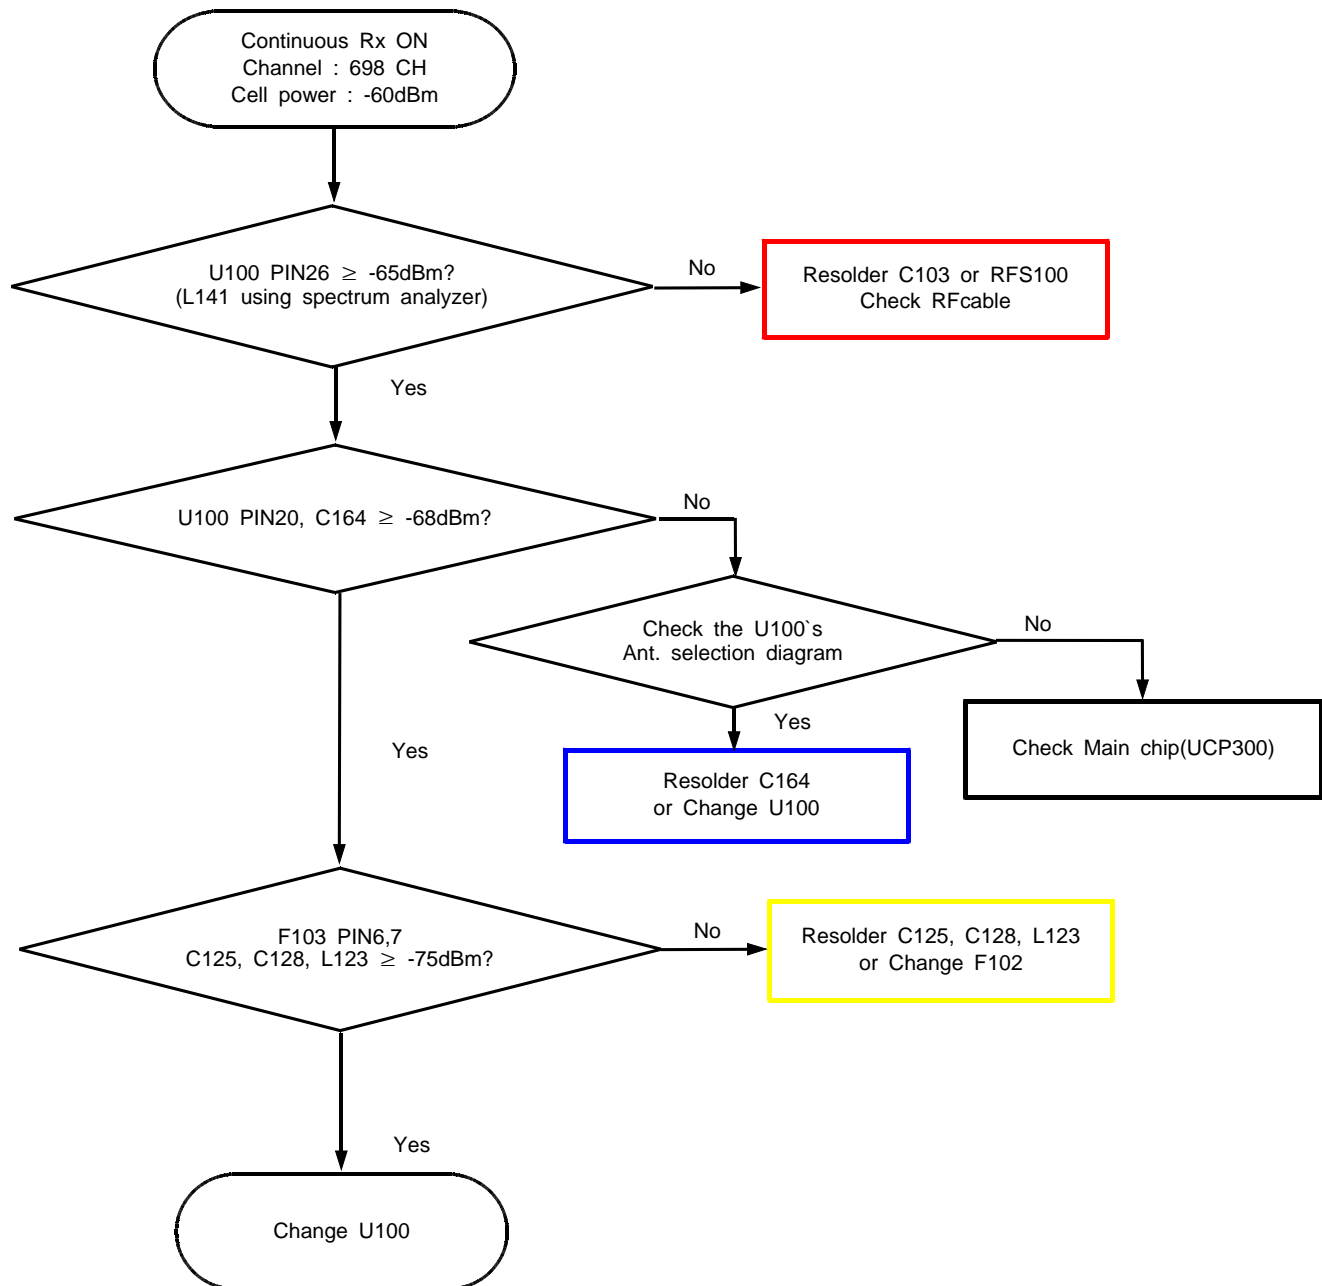 Continuous Rx ON
Channel : 698 CH
Cell power : -60dBm
U100 PIN26 ≥ -65dBm?
(L141 using spectrum analyzer)
No
Resolder C103 or RFS100
Check RFcable
Yes
U100 PIN20, C164 ≥ -68dBm?
No
Check the U100`s
Ant. selection diagram
No
Yes
Check Main chip(UCP300)
Resolder C164
or Change U100
Yes
F103 PIN6,7
C125, C128, L123 ≥ -75dBm?
No
Resolder C125, C128, L123
or Change F102
Yes
Change U100